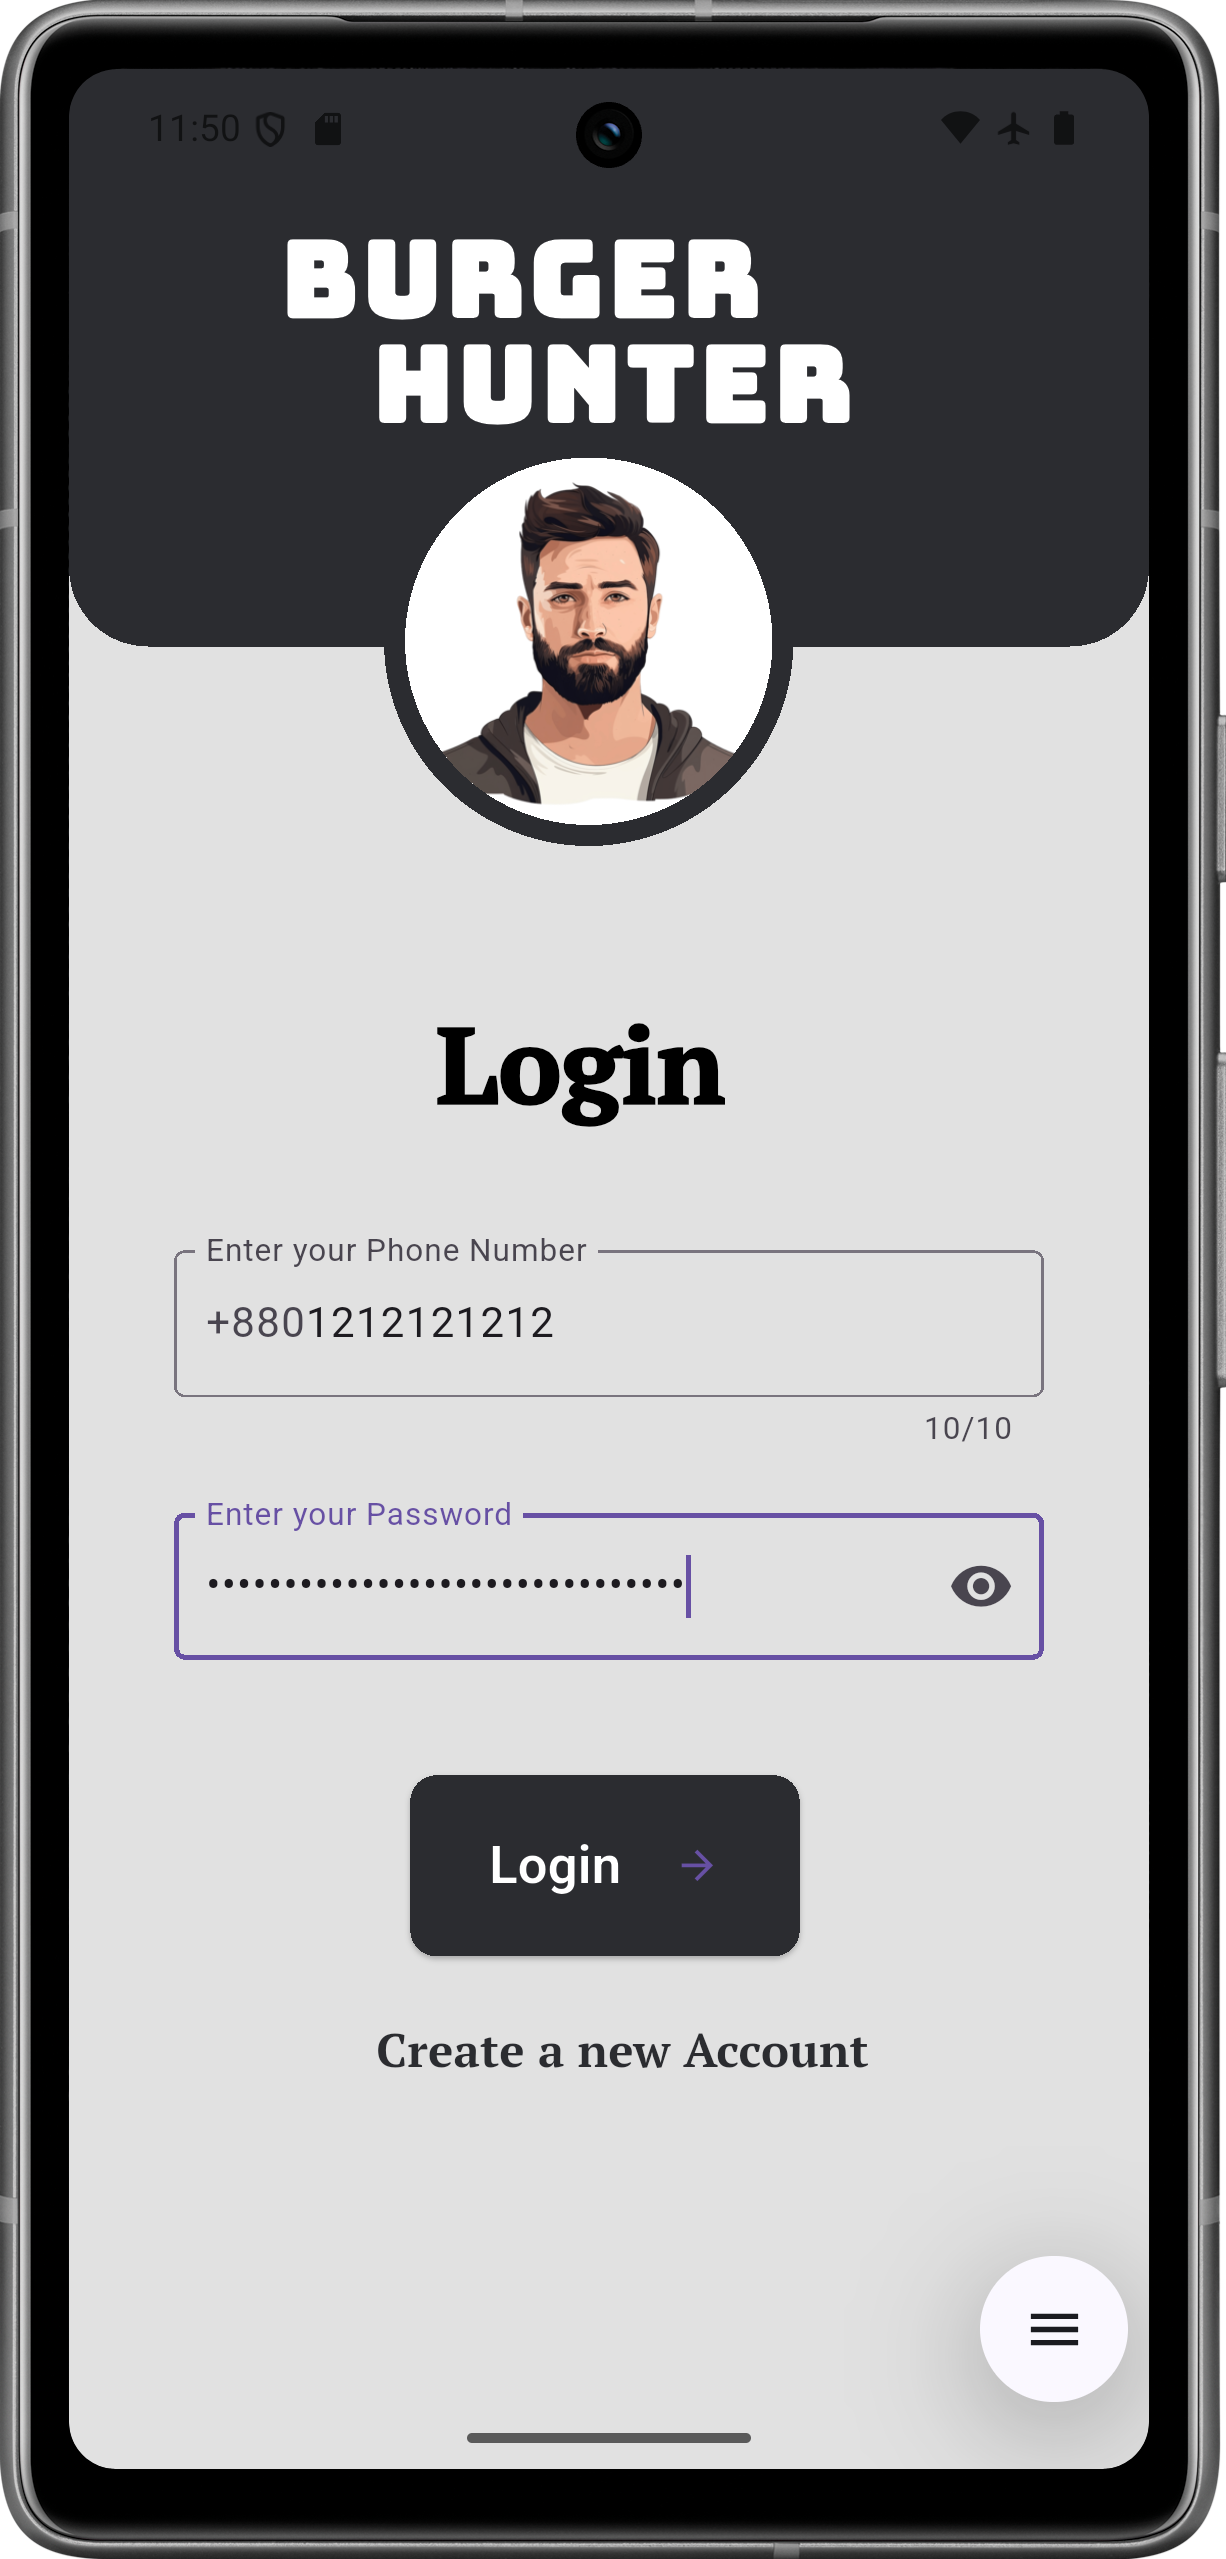 11:50
BURGER
HUNTER
Login
Enter your Phone Number
+8801212121212
10/10
Enter your Password
•••••••••••••••••••••••••••••••
Login
Create a new Account